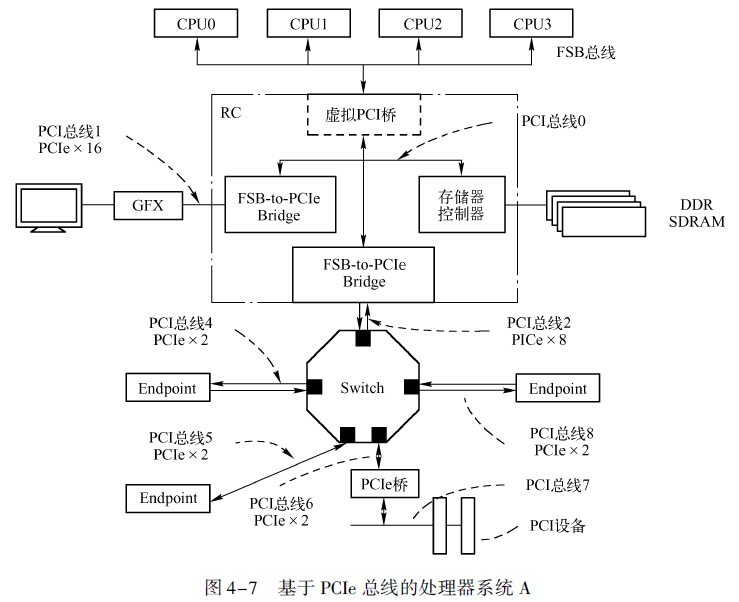 CPU0
CPU1
CPU2
CPU3
FSB总线
RC
虚拟PCI桥
PCI总线0
PCI总线1
PCIe×16
GFX
FSB-to-PCIe
Bridge
存储器
控制器
DDR
SDRAM
FSB-to-PCIe
Bridge
PCI总线4
PCIe×2
PCI总线2
PICe×8
Endpoint
Switch
Endpoint
PCI总线5
PCIe×2
PCI总线8
PCIe×2
Endpoint
PCI总线6
PCIe×2
PCIe桥
PCI总线7
PCI设备
图 4-7 基于 PCIe 总线的处理器系统 A